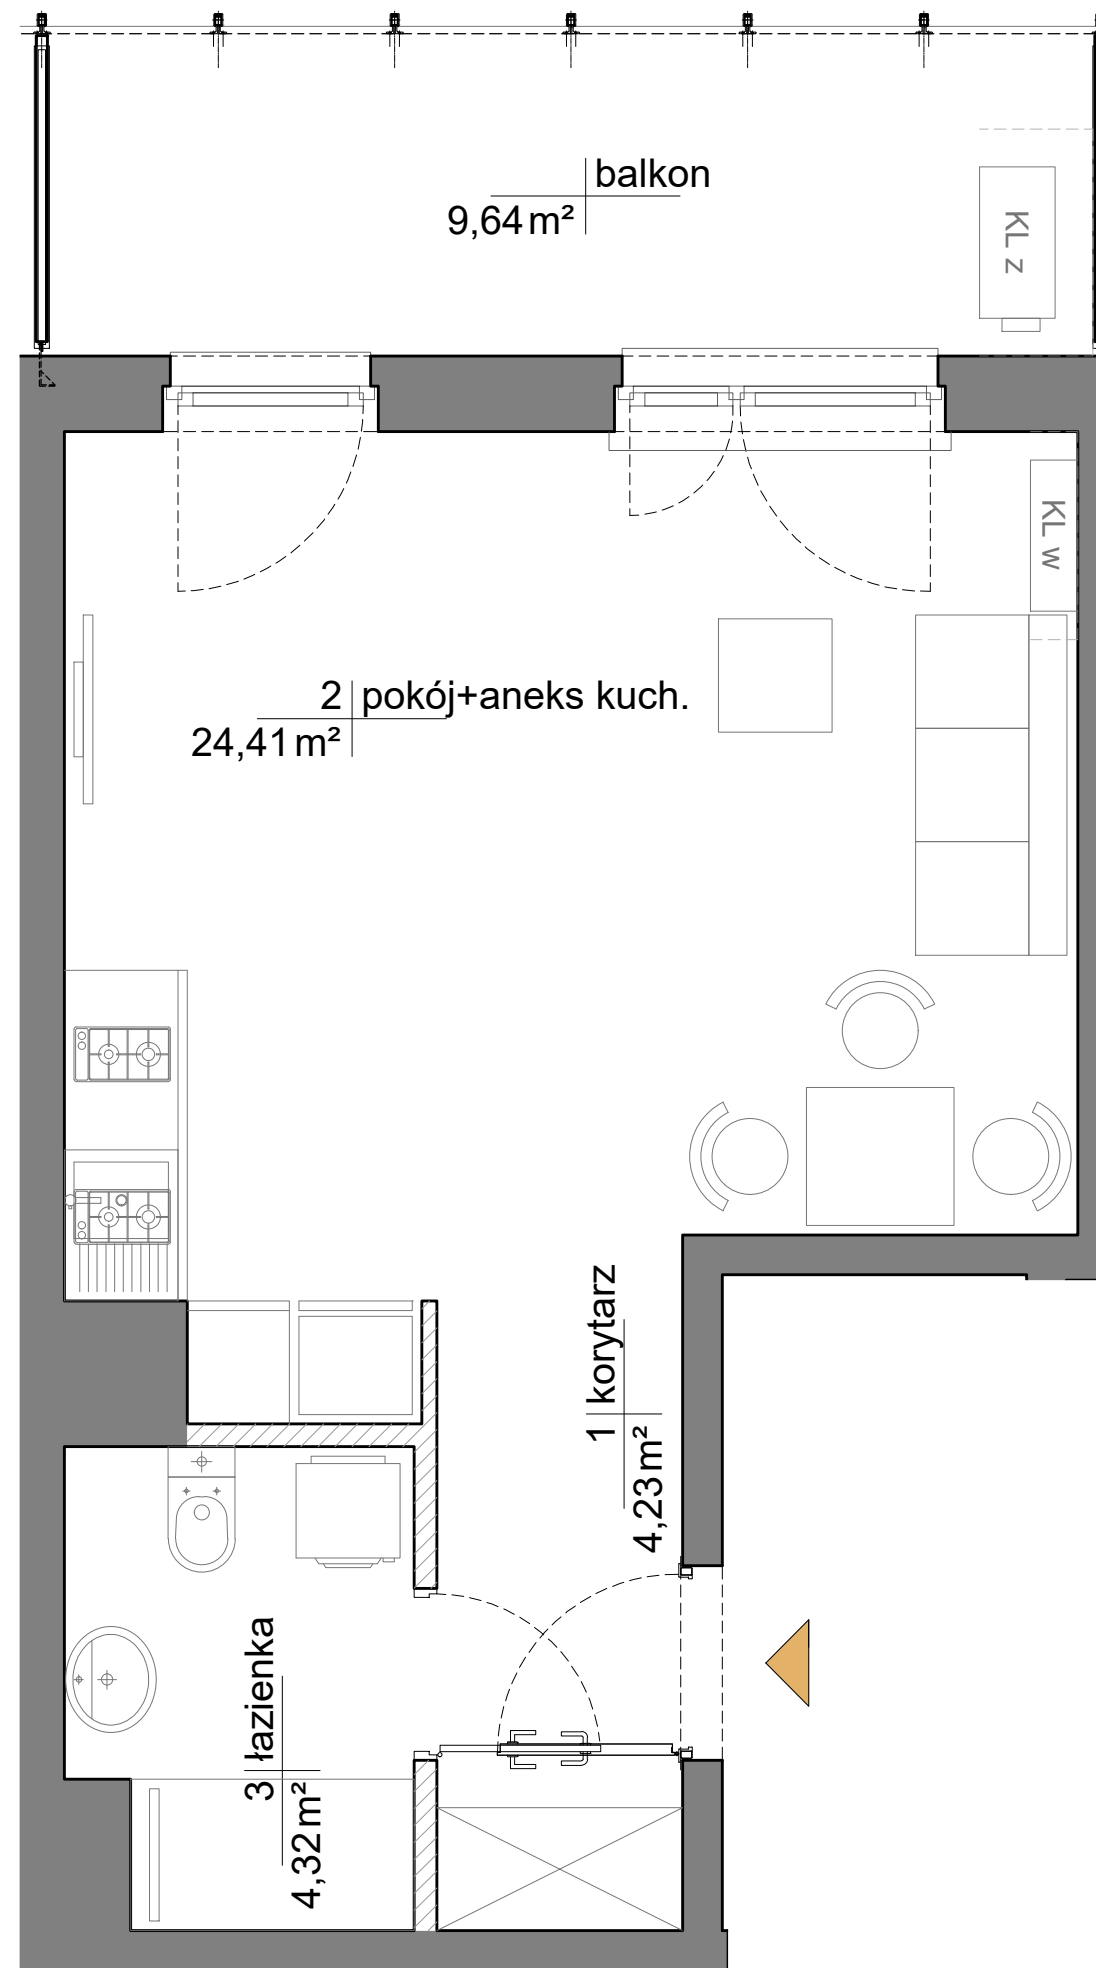 balkon
9,64 m²
KL z
KL w
2 pokój+aneks kuch.
24,41 m²
1 korytarz
4,23 m²
3 łazienka
4,32 m²